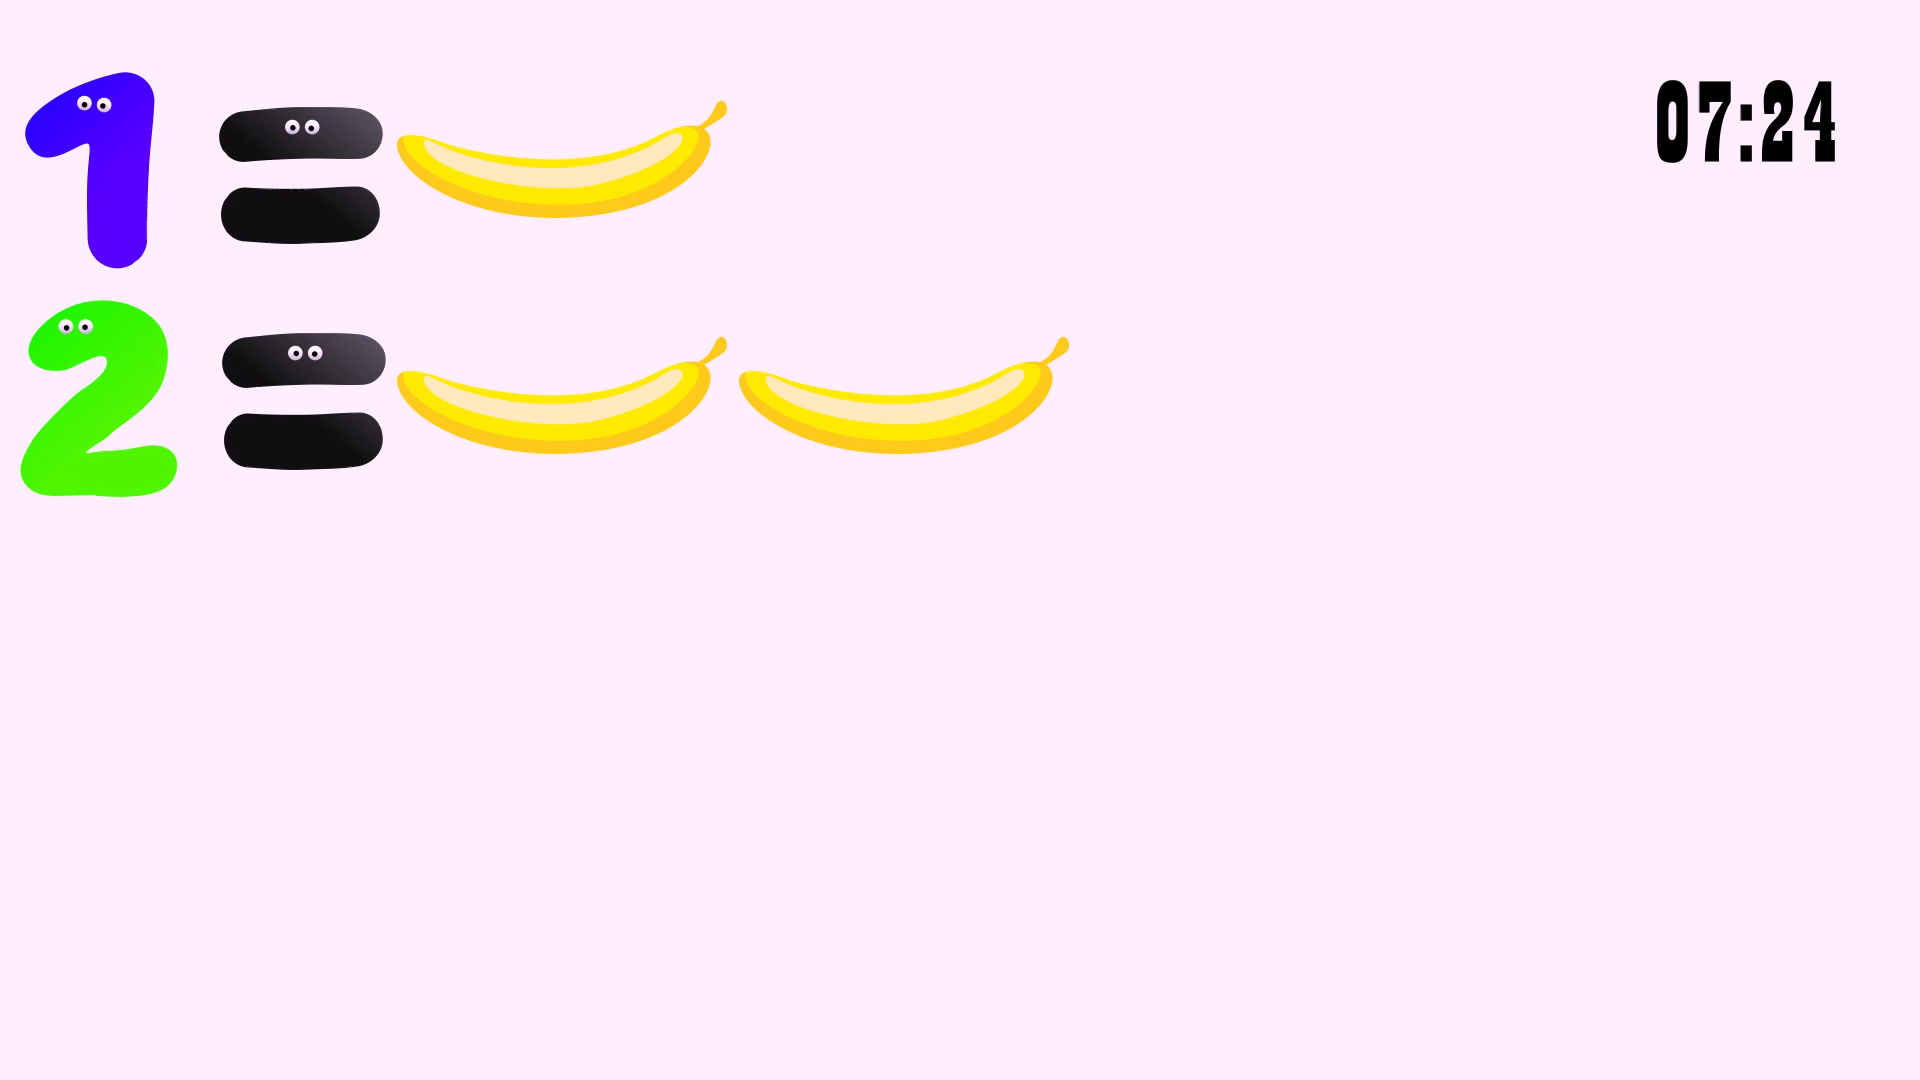 1 = 07:24
2 =